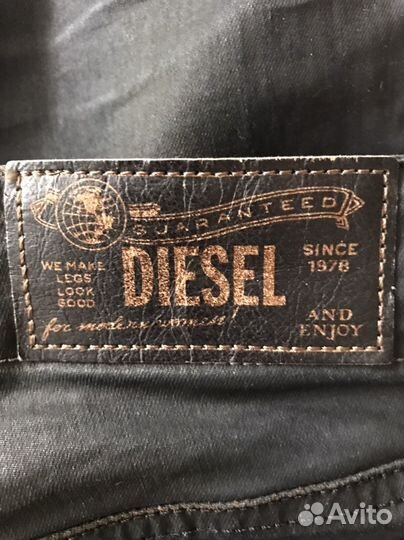 GUARANTEED
WE MAKE
LEGS
LOOK
GOOD
DIESEL
SINCE
1978
for modern women!
AND
ENJOY
Avito